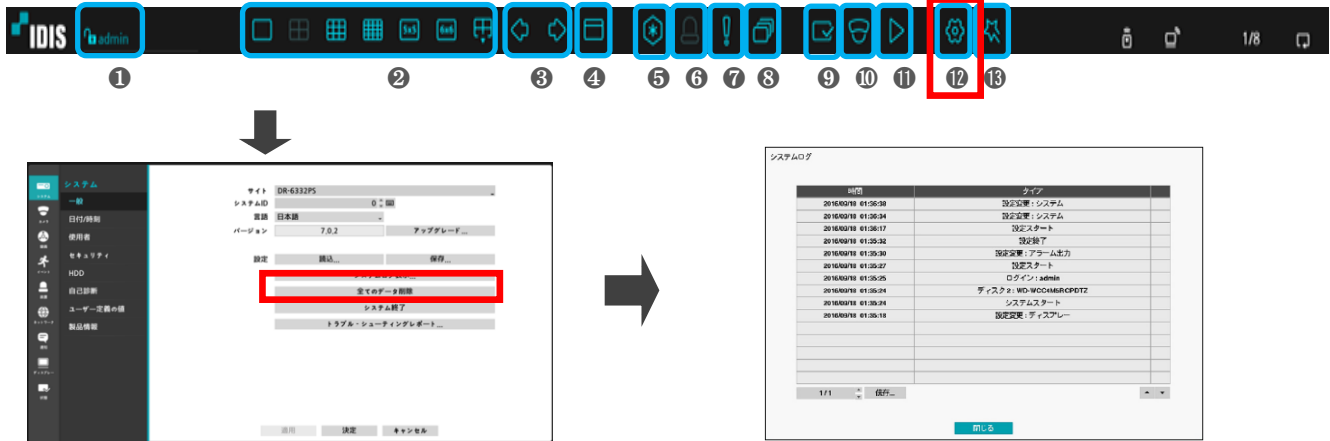 IDIS admin 5x5 6x6 1/8
❶ ❷ ❸ ❹ ❺ ❻ ❼ ❽ ❾ ❿ ⓫ ⓬ ⓭
システム
一般
日付/時刻
使用者
セキュリティ
HDD
自己診断
ユーザー定義の値
製品情報
サイト DR-6332PS
システムID 0
言語 日本語
バージョン 7.0.2 アップグレード...
設定 読込... 保存...
全てのデータ削除
システム終了
トラブル・シューティングレポート...
適用 決定 キャンセル
システムログ
時間 タイプ
2016/09/18 01:36:38 設定変更 : システム
2016/09/18 01:36:34 設定変更 : システム
2016/09/18 01:36:17 設定スタート
2016/09/18 01:35:32 設定終了
2016/09/18 01:35:30 設定変更 : アラーム出力
2016/09/18 01:35:27 設定スタート
2016/09/18 01:35:25 ログイン : admin
2016/09/18 01:35:24 ディスク 2 :
2016/09/18 01:35:24 システムスタート
2016/09/18 01:35:18 設定変更 : ディスプレー
1/1 保存...
閉じる